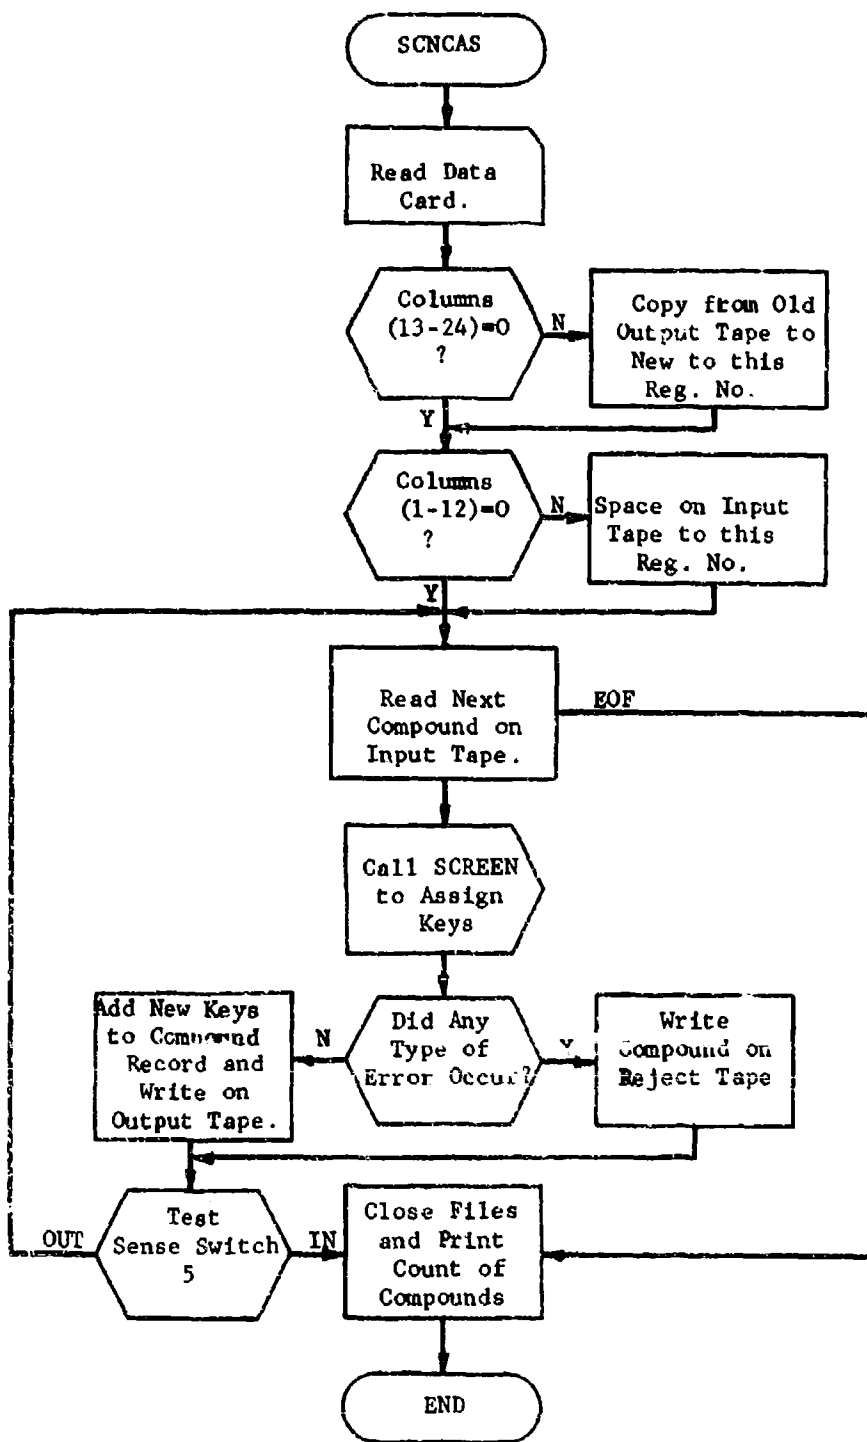 SCNCAS
Read Data
Card.
Columns
(13-24)=0
?
N
Copy from Old
Output Tape to
New to this
Reg. No.
Y
Columns
(1-12)=0
?
N
Space on Input
Tape to this
Reg. No.
Y
Read Next
Compound on
Input Tape.
EOF
Call SCREEN
to Assign
Keys
Did Any
Type of
Error Occur?
N
Add New Keys
to Compound
Record and
Write on
Output Tape.
Y
Write
Compound on
Reject Tape
Test
Sense Switch
5
OUT
IN
Close Files
and Print
Count of
Compounds
END